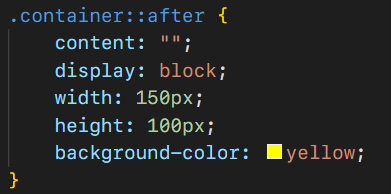 .container::after {
    content: "";
    display: block;
    width: 150px;
    height: 100px;
    background-color: yellow;
}